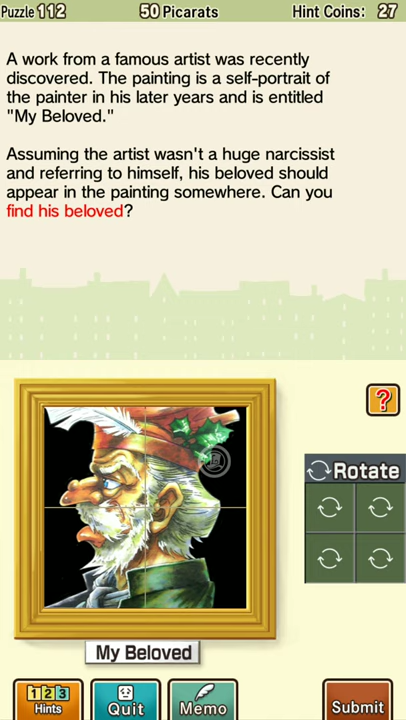 Puzzle 112 50 Picarats Hint Coins: 27
A work from a famous artist was recently
discovered. The painting is a self-portrait of
the painter in his later years and is entitled
"My Beloved."
Assuming the artist wasn't a huge narcissist
and referring to himself, his beloved should
appear in the painting somewhere. Can you
find his beloved?
?
Rotate
My Beloved
1 2 3
Hints
Quit
Memo
Submit